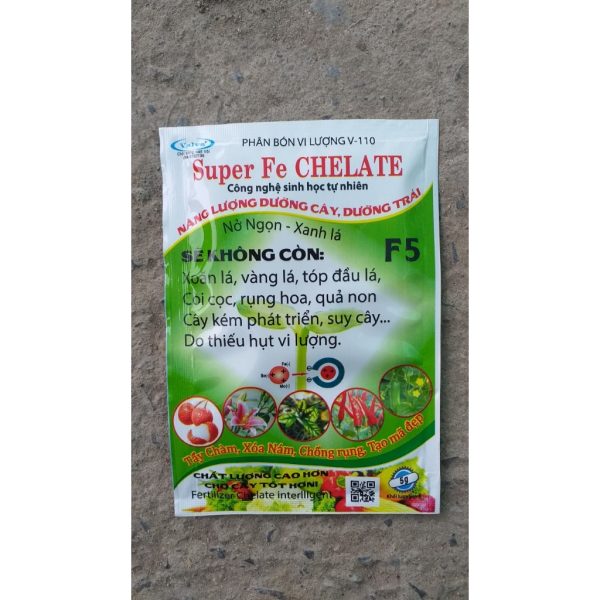 Valva
PHÂN BÓN VI LƯỢNG V-110
Super Fe CHELATE
Công nghệ sinh học tự nhiên
NĂNG LƯỢNG DƯỠNG CÂY, DƯỠNG TRÁI
Nở Ngọn - Xanh lá
SẼ KHÔNG CÒN: F5
Xoăn lá, vàng lá, tóp đầu lá,
Còi cọc, rụng hoa, quả non
Cây kém phát triển, suy cây...
Do thiếu hụt vi lượng.
Tẩy Chàm, Xóa Nám, Chống rụng, Tạo mã đẹp
CHẤT LƯỢNG CAO HƠN
CHO CÂY TỐT HƠN!
Fertilizer Chelate interlligent
5g